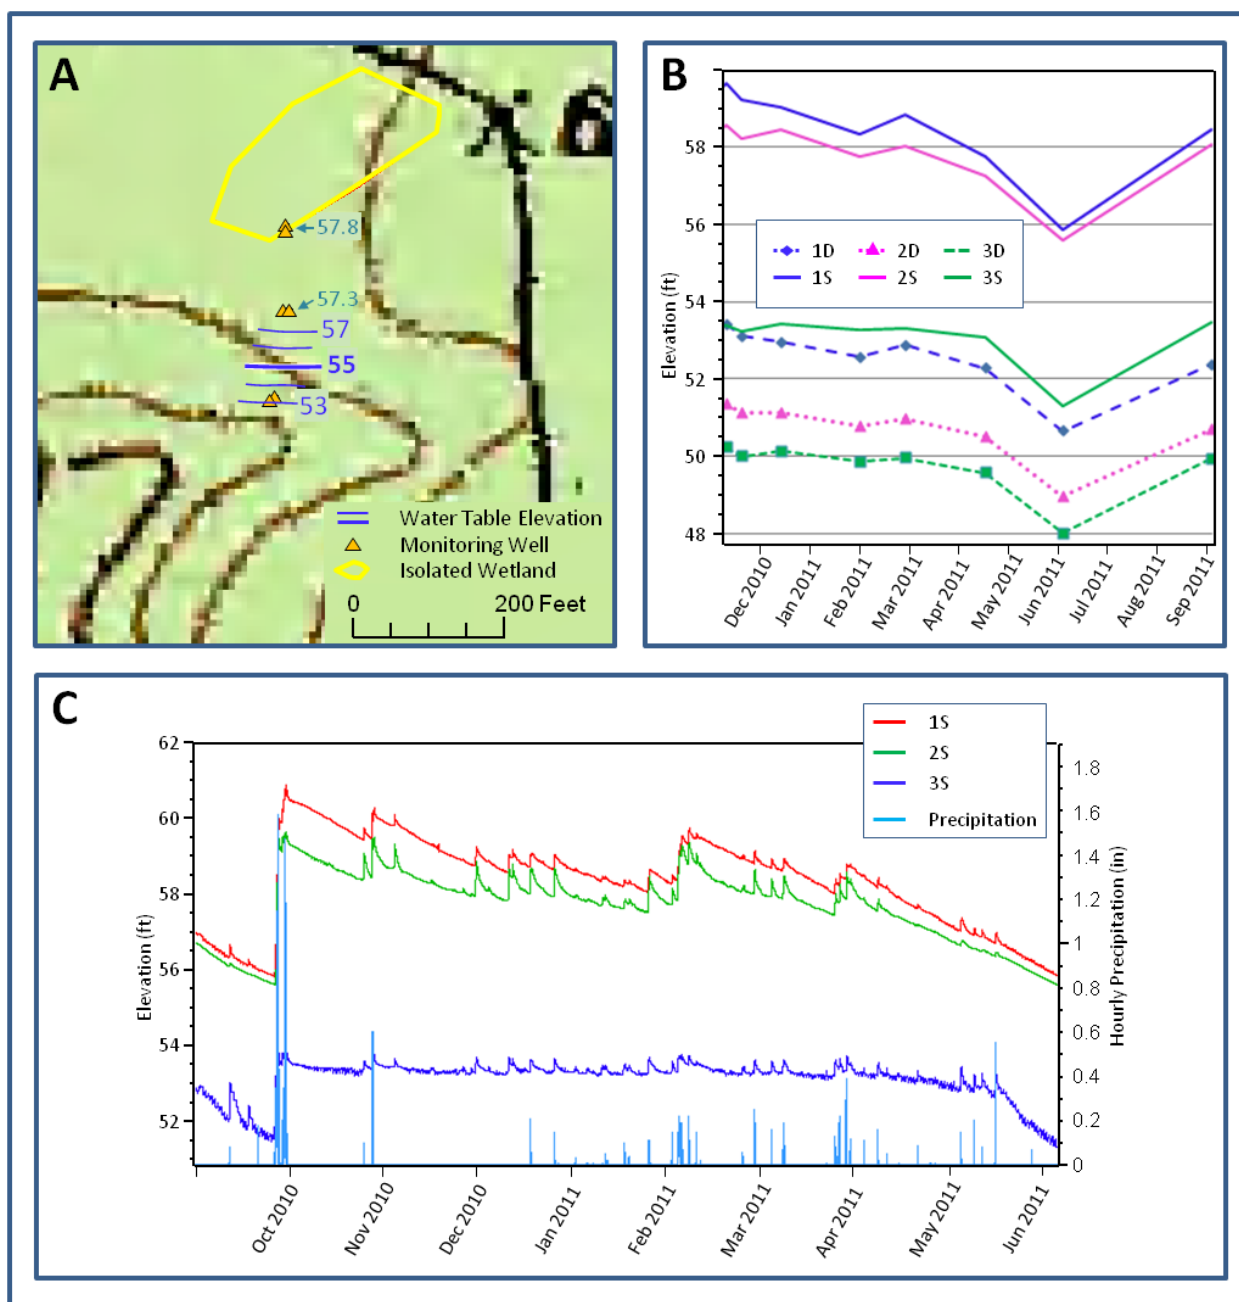 A
6
57.8
57.3
57
55
53
Water Table Elevation
Monitoring Well
Isolated Wetland
0 200 Feet
B
58
56
54
52
50
48
Elevation (ft)
1D 2D 3D
1S 2S 3S
Dec 2010
Jan 2011
Feb 2011
Mar 2011
Apr 2011
May 2011
Jun 2011
Jul 2011
Aug 2011
Sep 2011
C
1S
2S
3S
Precipitation
62
60
58
56
54
52
Elevation (ft)
1.8
1.6
1.4
1.2
1
0.8
0.6
0.4
0.2
0
Hourly Precipitation (in)
Oct 2010
Nov 2010
Dec 2010
Jan 2011
Feb 2011
Mar 2011
Apr 2011
May 2011
Jun 2011